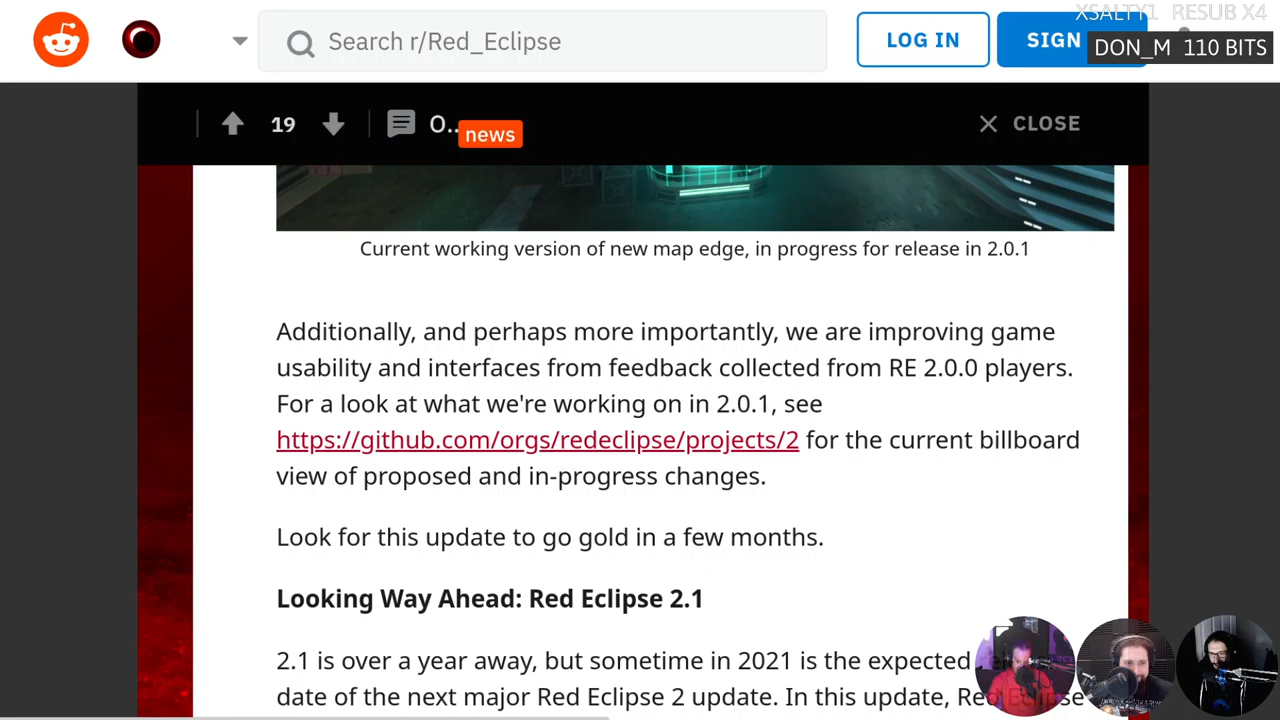 XSALTY1 RESUB X4
Search r/Red_Eclipse
LOG IN
SIGN
DON_M 110 BITS
19
0..
news
CLOSE
Current working version of new map edge, in progress for release in 2.0.1
Additionally, and perhaps more importantly, we are improving game
usability and interfaces from feedback collected from RE 2.0.0 players.
For a look at what we're working on in 2.0.1, see
https://github.com/orgs/redeclipse/projects/2 for the current billboard
view of proposed and in-progress changes.
Look for this update to go gold in a few months.
Looking Way Ahead: Red Eclipse 2.1
2.1 is over a year away, but sometime in 2021 is the expected
date of the next major Red Eclipse 2 update. In this update, Red Eclipse